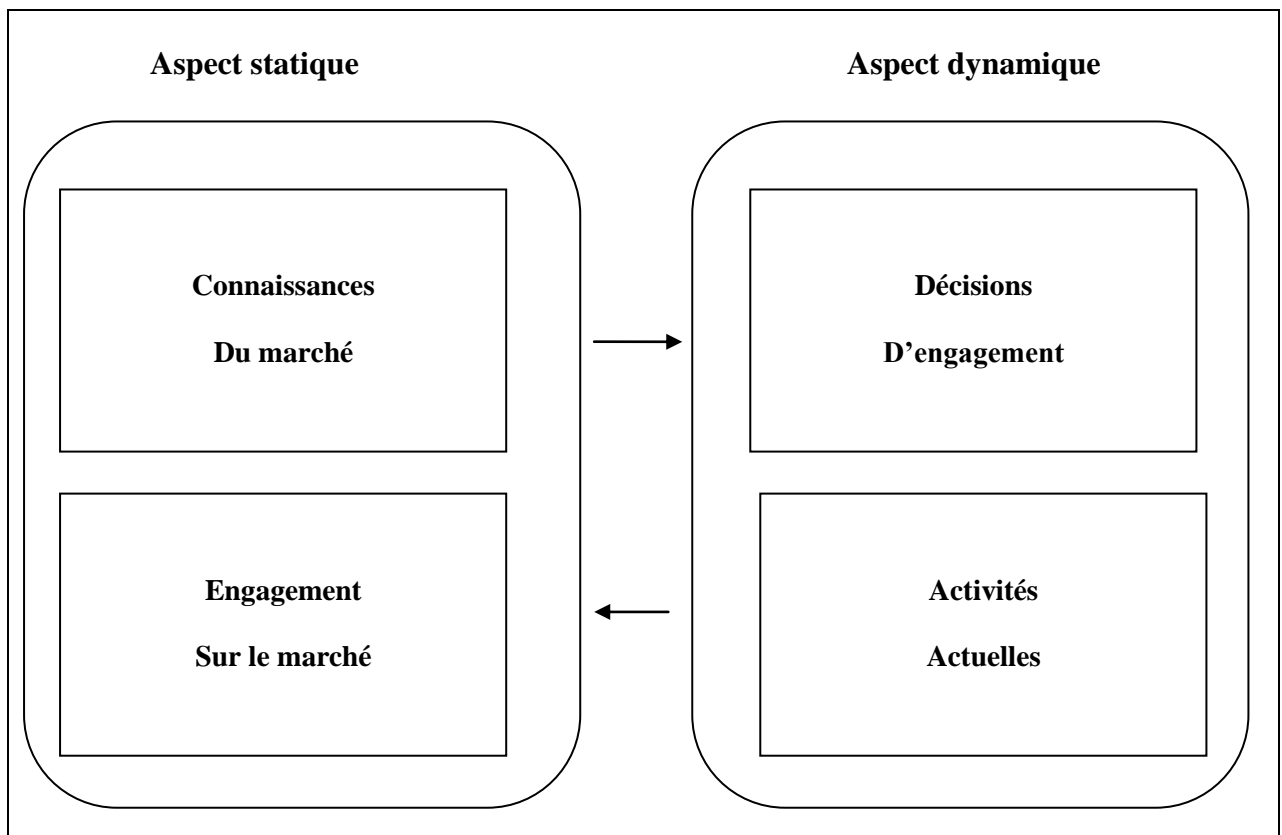 Aspect statique
Aspect dynamique
Connaissances
Du marché
Décisions
D’engagement
Engagement
Sur le marché
Activités
Actuelles